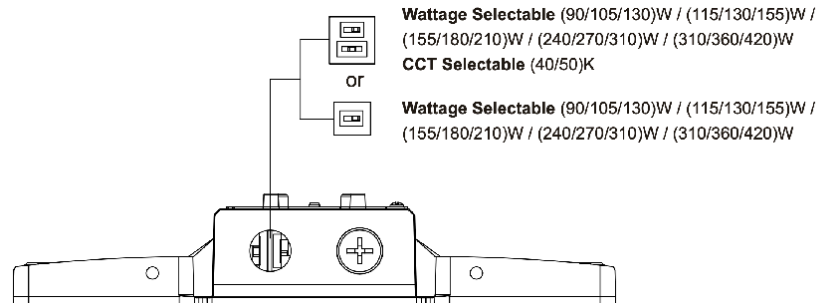 Wattage Selectable (90/105/130)W / (115/130/155)W /
(155/180/210)W / (240/270/310)W / (310/360/420)W
CCT Selectable (40/50)K
or
Wattage Selectable (90/105/130)W / (115/130/155)W /
(155/180/210)W / (240/270/310)W / (310/360/420)W